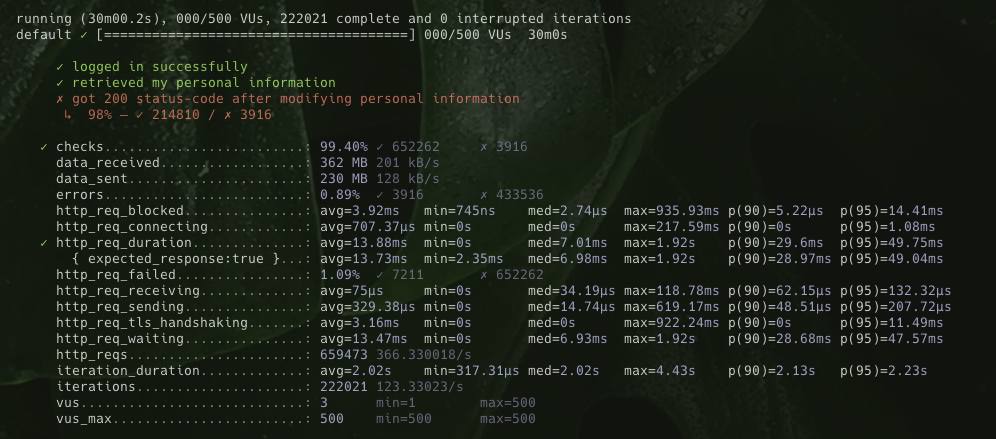 running (30m00.2s), 000/500 VUs, 222021 complete and 0 interrupted iterations
default ✓ [======================================] 000/500 VUs  30m0s

     ✓ logged in successfully
     ✓ retrieved my personal information
     ✗ got 200 status-code after modifying personal information
      ↳  98% — ✓ 214810 / ✗ 3916

   ✓ checks.........................: 99.40% ✓ 652262     ✗ 3916
     data_received..................: 362 MB 201 kB/s
     data_sent......................: 230 MB 128 kB/s
     errors.........................: 0.89%  ✓ 3916       ✗ 433536
     http_req_blocked...............: avg=3.92ms   min=745ns    med=2.74µs  max=935.93ms p(90)=5.22µs  p(95)=14.41ms
     http_req_connecting............: avg=707.37µs min=0s       med=0s      max=217.59ms p(90)=0s      p(95)=1.08ms
   ✓ http_req_duration..............: avg=13.88ms  min=0s       med=7.01ms  max=1.92s    p(90)=29.6ms  p(95)=49.75ms
       { expected_response:true }...: avg=13.73ms  min=2.35ms   med=6.98ms  max=1.92s    p(90)=28.97ms p(95)=49.04ms
     http_req_failed................: 1.09%  ✓ 7211       ✗ 652262
     http_req_receiving.............: avg=75µs     min=0s       med=34.19µs max=118.78ms p(90)=62.15µs p(95)=132.32µs
     http_req_sending...............: avg=329.38µs min=0s       med=14.74µs max=619.17ms p(90)=48.51µs p(95)=207.72µs
     http_req_tls_handshaking.......: avg=3.16ms   min=0s       med=0s      max=922.24ms p(90)=0s      p(95)=11.49ms
     http_req_waiting...............: avg=13.47ms  min=0s       med=6.93ms  max=1.92s    p(90)=28.68ms p(95)=47.57ms
     http_reqs......................: 659473 366.330018/s
     iteration_duration.............: avg=2.02s    min=317.31µs med=2.02s   max=4.43s    p(90)=2.13s   p(95)=2.23s
     iterations.....................: 222021 123.33023/s
     vus............................: 3      min=1        max=500
     vus_max........................: 500    min=500      max=500